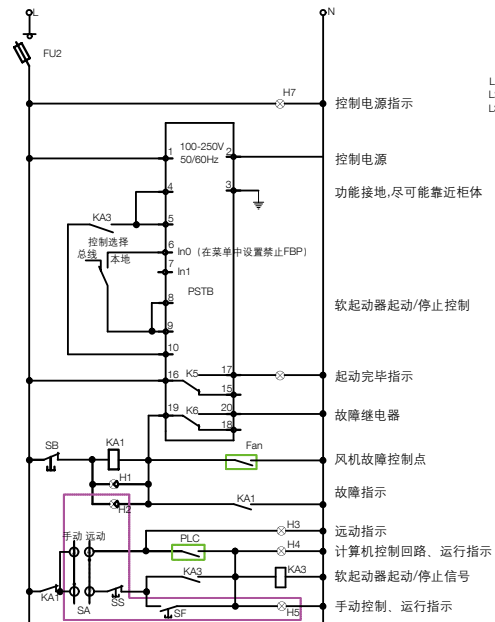 L
N
FU2
H7
控制电源指示
L
L
L
1
100-250V
50/60Hz
2
控制电源
3
功能接地,尽可能靠近柜体
4
KA3
5
控制选择
总线
本地
6
In0 (在菜单中设置禁止FBP)
7
In1
PSTB
8
软起动器起动/停止控制
9
10
16
K5
17
15
起动完毕指示
19
K6
20
18
故障继电器
SB
KA1
Fan
风机故障控制点
H1
H2
KA1
故障指示
H3
远动指示
手动
远动
PLC
H4
计算机控制回路、运行指示
KA3
KA3
软起动器起动/停止信号
KA1
SA
SS
SF
H5
手动控制、运行指示